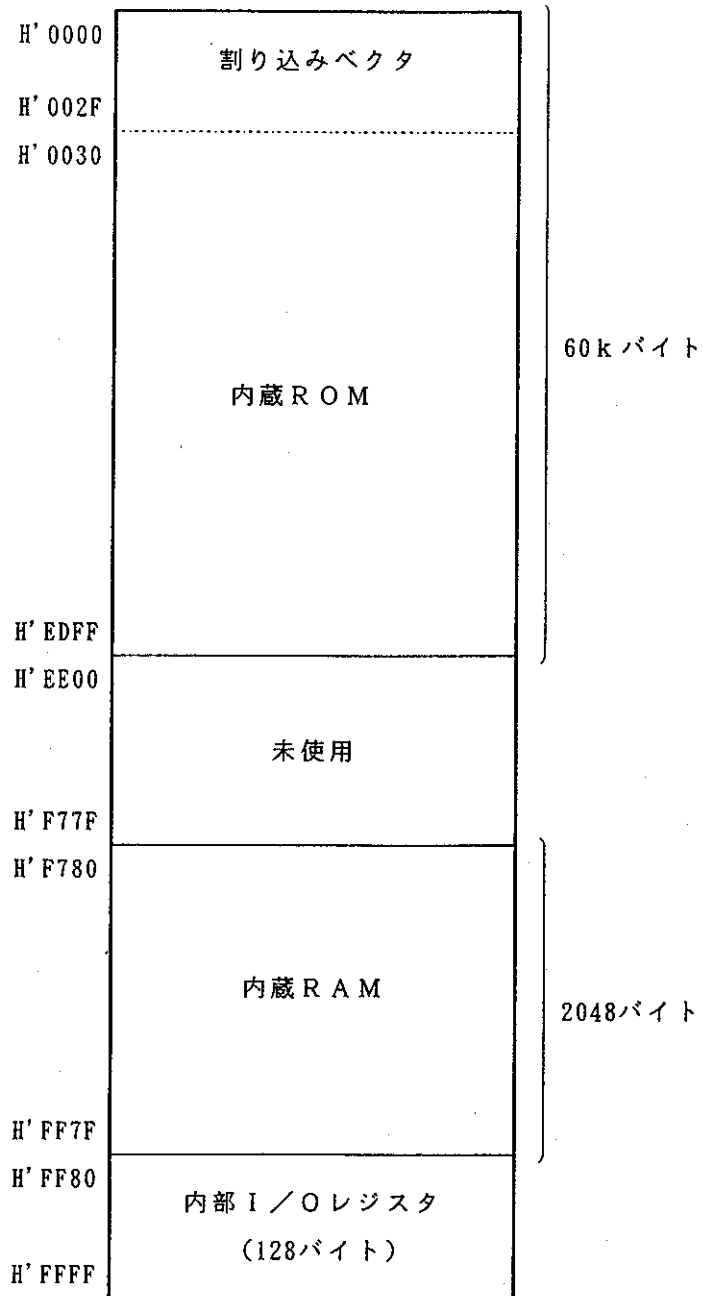 H'0000
割り込みベクタ
H'002F
H'0030
60kバイト
内蔵ROM
H'EDFF
H'EE00
未使用
H'F77F
H'F780
内蔵RAM
2048バイト
H'FF7F
H'FF80
内部I/Oレジスタ
(128バイト)
H'FFFF